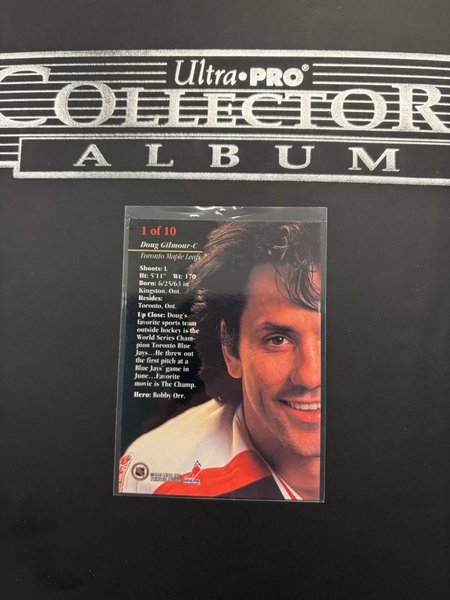 Ultra•PRO®
COLLECTOR
ALBUM
1 of 10
Doug Gilmour-C
Toronto Maple Leafs
Shoots: L
Ht: 5'11" Wt: 170
Born: 6/25/63 in
Kingston, Ont.
Resides:
Toronto, Ont.
Up Close: Doug's
favorite sports team
outside hockey is the
World Series Cham-
pion Toronto Blue
Jays...He threw out
the first pitch at a
Blue Jays' game in
June...Favorite
movie is The Champ.
Hero: Bobby Orr.